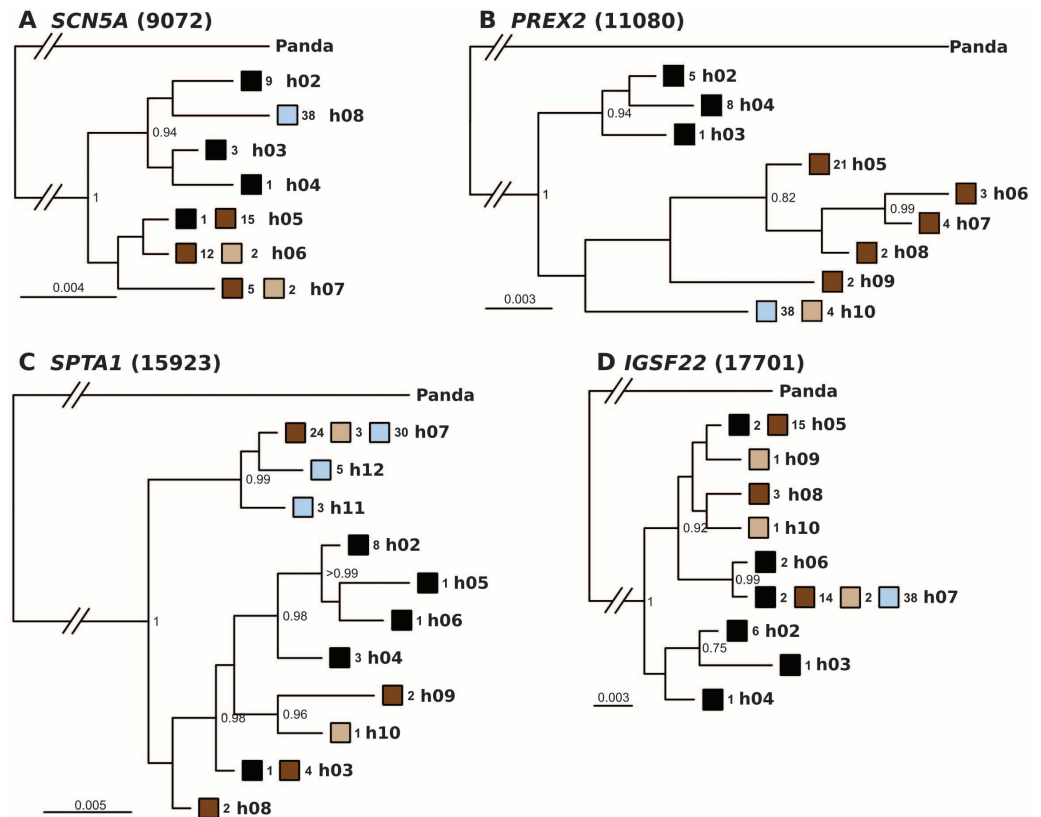 A SCN5A (9072)
Panda
9 h02
38 h08
0.94
3 h03
1 h04
1
1 15 h05
12 2 h06
5 2 h07
0.004
B PREX2 (11080)
Panda
5 h02
8 h04
0.94
1 h03
21 h05
3 h06
0.82
0.99
4 h07
1
2 h08
2 h09
38 4 h10
0.003
C SPTA1 (15923)
Panda
24 3 30 h07
5 h12
0.99
3 h11
8 h02
>0.99
1 h05
0.98
1 h06
1
3 h04
2 h09
0.98
0.96
1 h10
1 4 h03
2 h08
0.005
D IGSF22 (17701)
Panda
2 15 h05
1 h09
3 h08
0.92
1 h10
2 h06
0.99
2 14 2 38 h07
1
6 h02
0.75
1 h03
1 h04
0.003